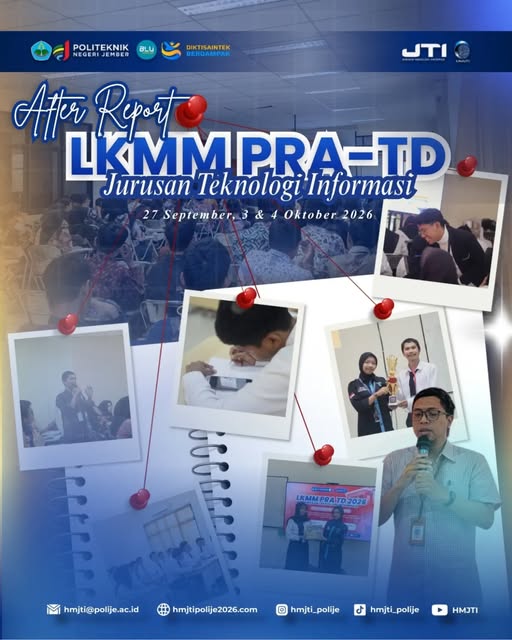 POLITEKNIK
NEGERI JEMBER
BLU
DIKTISAINTEK
BERDAMPAK
JTI
After Report
LKMM PRA-TD
Jurusan Teknologi Informasi
27 September, 3 & 4 Oktober 2026
LKMM PRA-TD 2026
hmjti@polije.ac.id
hmjtipolije2026.com
hmjti_polije
hmjti_polije
HMJTI